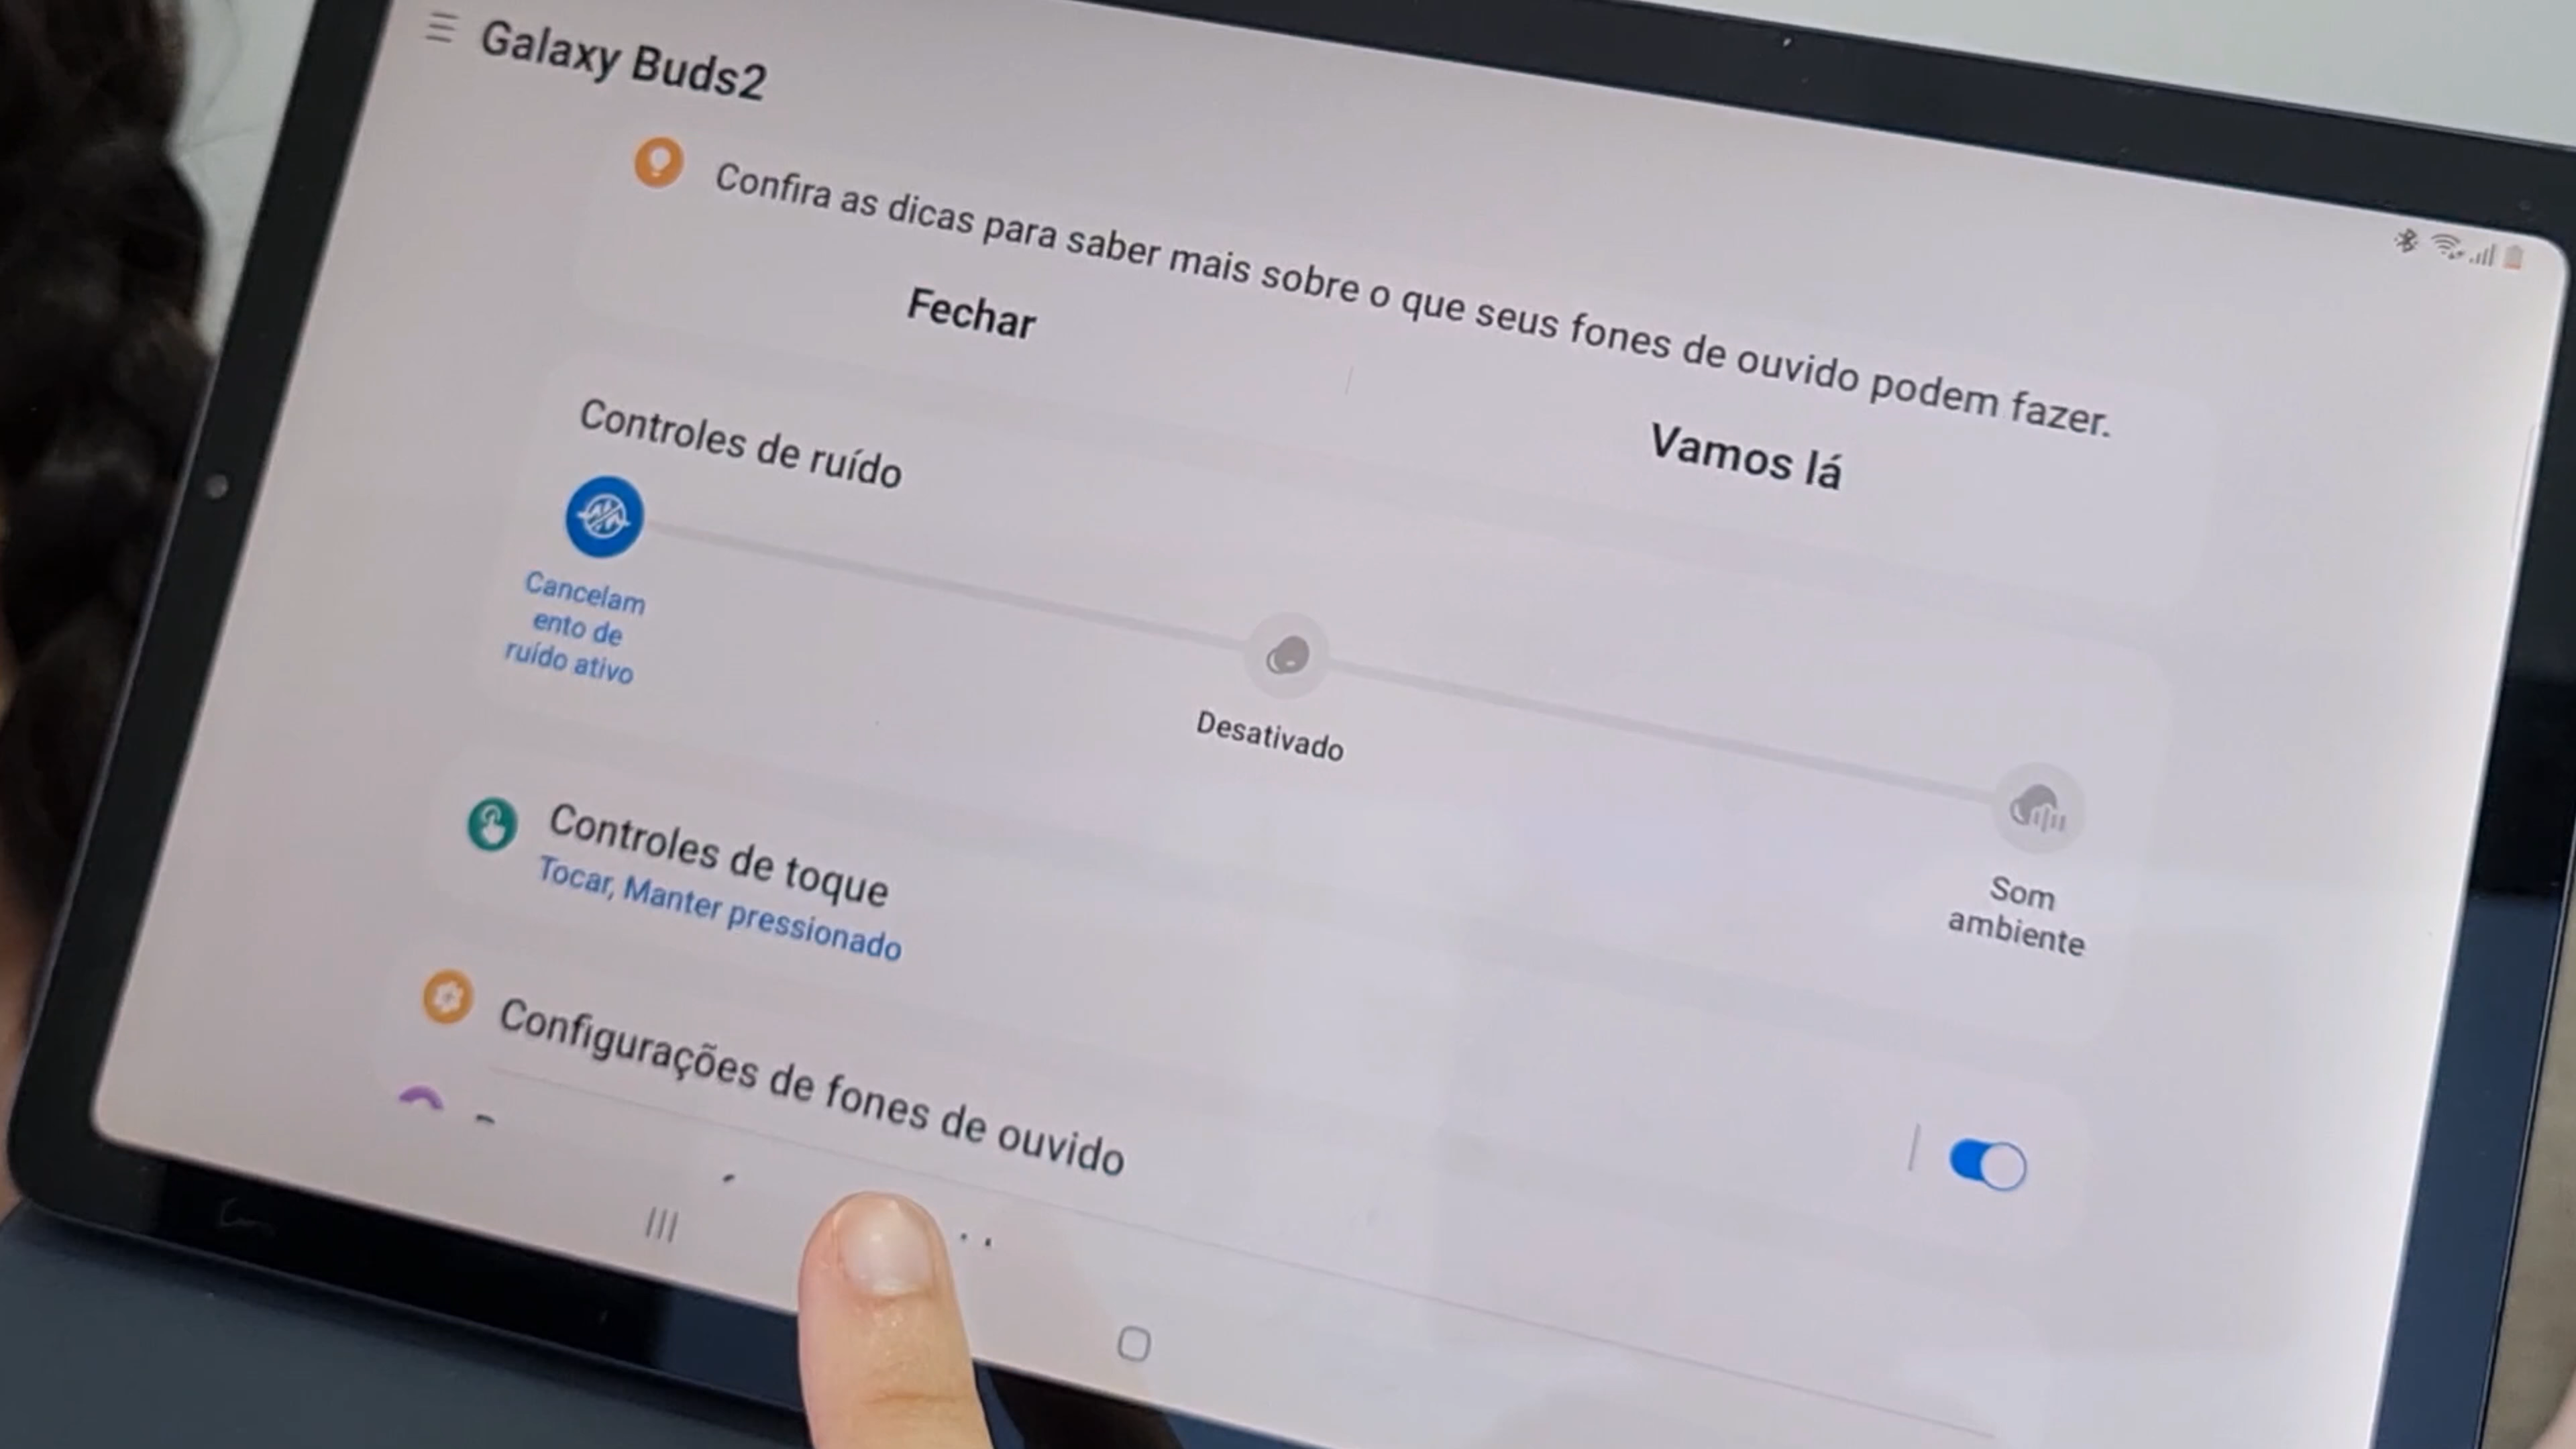 Galaxy Buds2
Confira as dicas para saber mais sobre o que seus fones de ouvido podem fazer.
Fechar
Vamos lá
Controles de ruído
Cancelam
ento de
ruído ativo
Desativado
Som
ambiente
Controles de toque
Tocar, Manter pressionado
Configurações de fones de ouvido